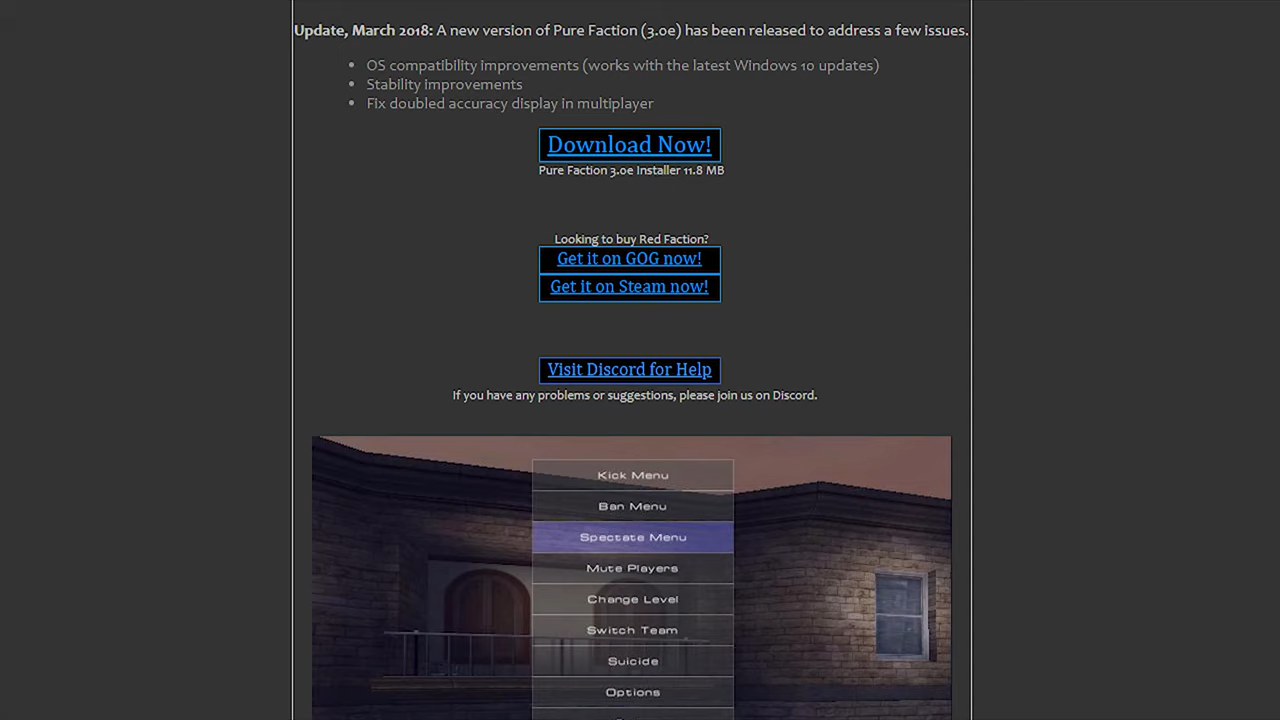 Update, March 2018: A new version of Pure Faction (3.0e) has been released to address a few issues.
OS compatibility improvements (works with the latest Windows 10 updates)
Stability improvements
Fix doubled accuracy display in multiplayer
Download Now!
Pure Faction 3.0e Installer 11.8 MB
Looking to buy Red Faction?
Get it on GOG now!
Get it on Steam now!
Visit Discord for Help
If you have any problems or suggestions, please join us on Discord.
Kick Menu
Ban Menu
Spectate Menu
Mute Players
Change Level
Switch Team
Suicide
Options